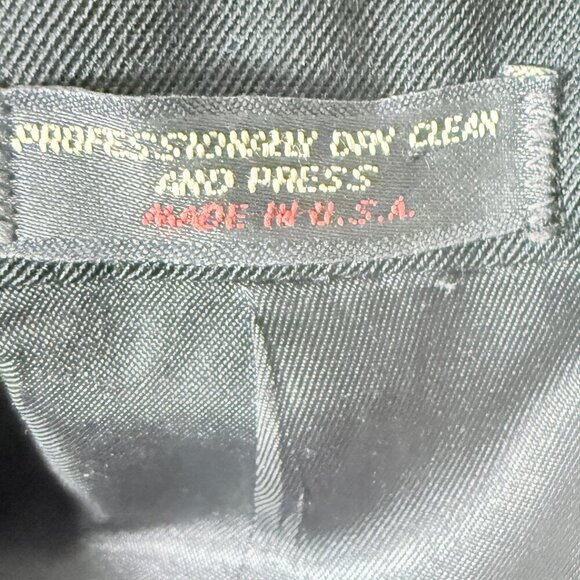 PROFESSIONALLY DRY CLEAN
AND PRESS
MADE IN U.S.A.